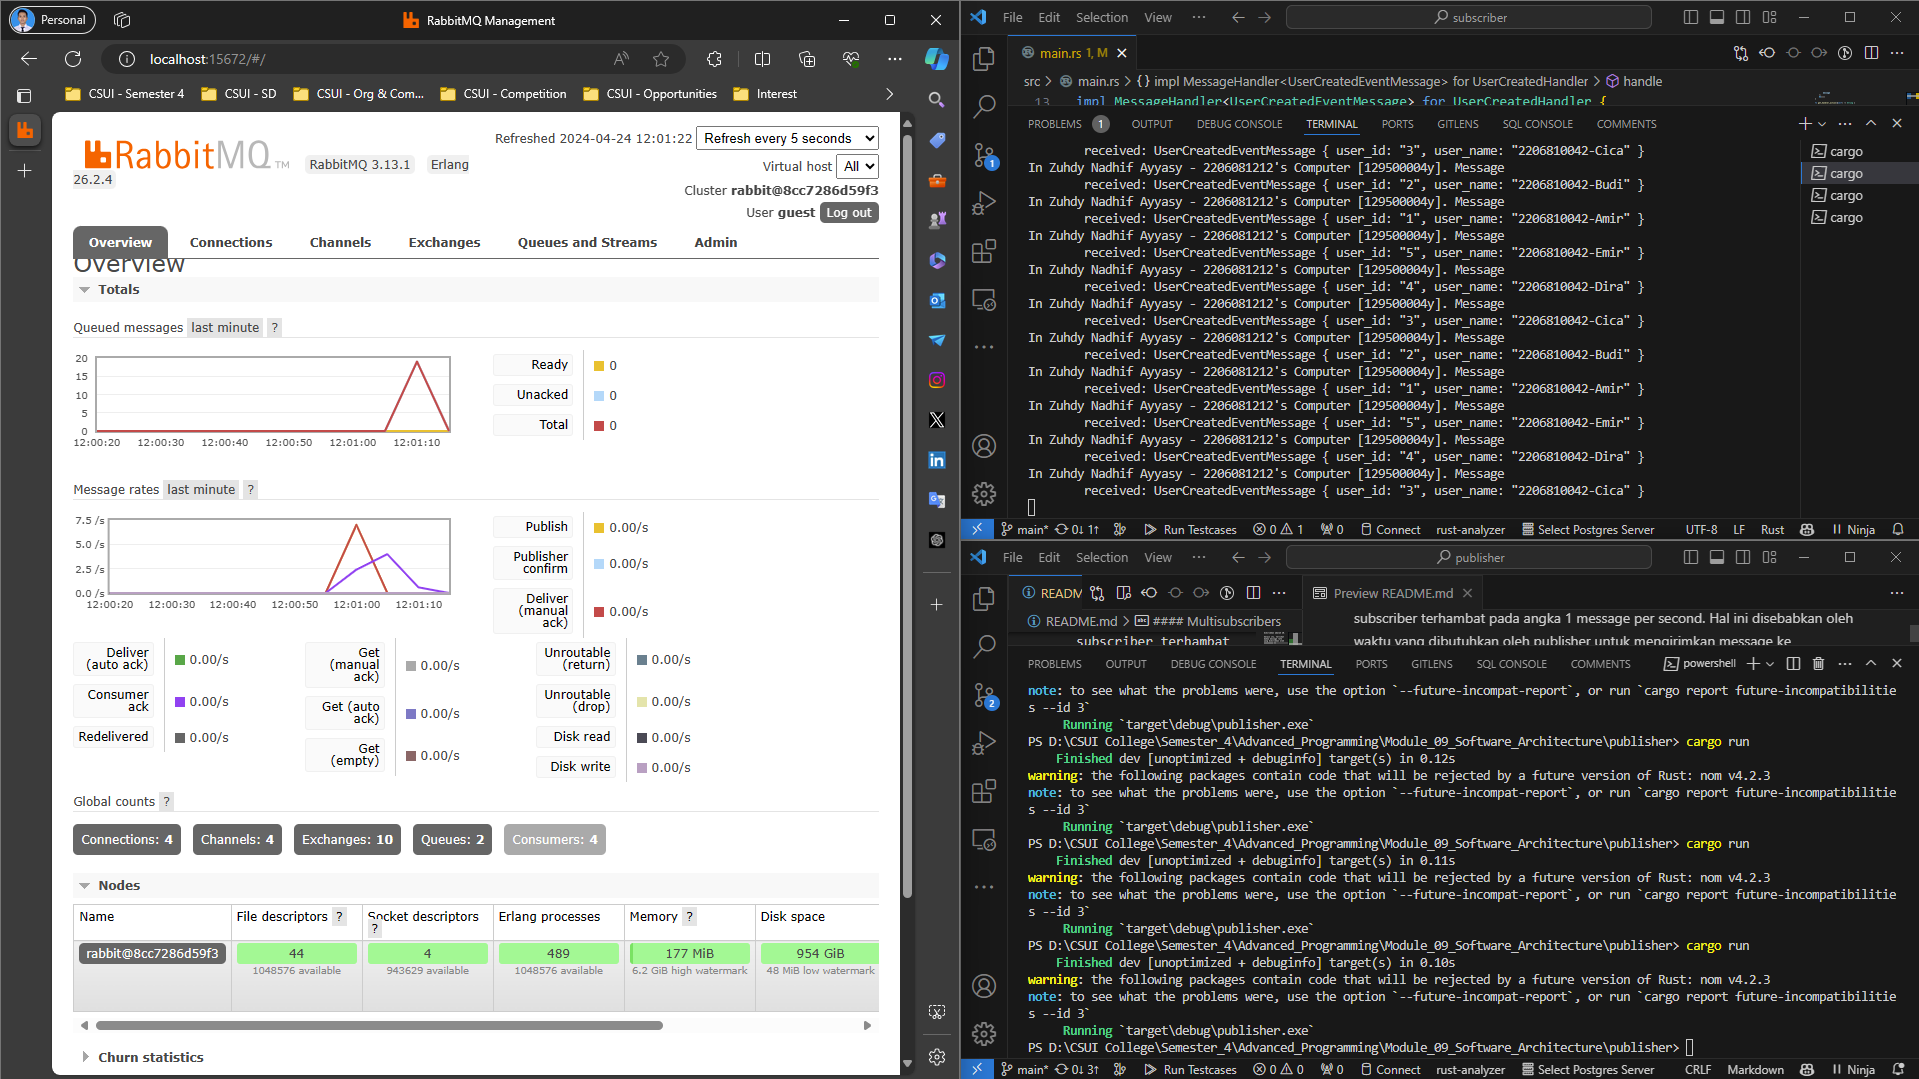 Personal
RabbitMQ Management
localhost:15672/#/
CSUI - Semester 4
CSUI - SD
CSUI - Org & Com...
CSUI - Competition
CSUI - Opportunities
Interest
RabbitMQ TM
RabbitMQ 3.13.1
Erlang
26.2.4
Refreshed 2024-04-24 12:01:22
Refresh every 5 seconds
Virtual host All
Cluster rabbit@8cc7286d59f3
User guest Log out
Overview
Connections
Channels
Exchanges
Queues and Streams
Admin
Overview
Totals
Queued messages last minute ?
20
15
10
5
0
12:00:20 12:00:30 12:00:40 12:00:50 12:01:00 12:01:10
Ready 0
Unacked 0
Total 0
Message rates last minute ?
7.5 /s
5.0 /s
2.5 /s
0.0 /s
12:00:20 12:00:30 12:00:40 12:00:50 12:01:00 12:01:10
Publish 0.00/s
Publisher confirm 0.00/s
Deliver (manual ack) 0.00/s
Deliver (auto ack) 0.00/s
Consumer ack 0.00/s
Redelivered 0.00/s
Get (manual ack) 0.00/s
Get (auto ack) 0.00/s
Get (empty) 0.00/s
Unroutable (return) 0.00/s
Unroutable (drop) 0.00/s
Disk read 0.00/s
Disk write 0.00/s
Global counts ?
Connections: 4
Channels: 4
Exchanges: 10
Queues: 2
Consumers: 4
Nodes
Name File descriptors ? Socket descriptors ? Erlang processes Memory ? Disk space
rabbit@8cc7286d59f3 44 4 489 177 MiB 954 GiB
1048576 available 943629 available 1048576 available 6.2 GiB high watermark 48 MiB low watermark
Churn statistics
File Edit Selection View ··· subscriber
main.rs 1, M
src > main.rs > {} impl MessageHandler<UserCreatedEventMessage> for UserCreatedHandler > handle
13 impl MessageHandler<UserCreatedEventMessage> for UserCreatedHandler {
PROBLEMS 1 OUTPUT DEBUG CONSOLE TERMINAL PORTS GITLENS SQL CONSOLE COMMENTS
received: UserCreatedEventMessage { user_id: "3", user_name: "2206810042-Cica" }
In Zuhdy Nadhif Ayyasy - 2206081212's Computer [129500004y]. Message
received: UserCreatedEventMessage { user_id: "2", user_name: "2206810042-Budi" }
In Zuhdy Nadhif Ayyasy - 2206081212's Computer [129500004y]. Message
received: UserCreatedEventMessage { user_id: "1", user_name: "2206810042-Amir" }
In Zuhdy Nadhif Ayyasy - 2206081212's Computer [129500004y]. Message
received: UserCreatedEventMessage { user_id: "5", user_name: "2206810042-Emir" }
In Zuhdy Nadhif Ayyasy - 2206081212's Computer [129500004y]. Message
received: UserCreatedEventMessage { user_id: "4", user_name: "2206810042-Dira" }
In Zuhdy Nadhif Ayyasy - 2206081212's Computer [129500004y]. Message
received: UserCreatedEventMessage { user_id: "3", user_name: "2206810042-Cica" }
In Zuhdy Nadhif Ayyasy - 2206081212's Computer [129500004y]. Message
received: UserCreatedEventMessage { user_id: "2", user_name: "2206810042-Budi" }
In Zuhdy Nadhif Ayyasy - 2206081212's Computer [129500004y]. Message
received: UserCreatedEventMessage { user_id: "1", user_name: "2206810042-Amir" }
In Zuhdy Nadhif Ayyasy - 2206081212's Computer [129500004y]. Message
received: UserCreatedEventMessage { user_id: "5", user_name: "2206810042-Emir" }
In Zuhdy Nadhif Ayyasy - 2206081212's Computer [129500004y]. Message
received: UserCreatedEventMessage { user_id: "4", user_name: "2206810042-Dira" }
In Zuhdy Nadhif Ayyasy - 2206081212's Computer [129500004y]. Message
received: UserCreatedEventMessage { user_id: "3", user_name: "2206810042-Cica" }
cargo
cargo
cargo
cargo
1
main* 0↓ 1↑ Run Testcases 0 1 0 Connect rust-analyzer Select Postgres Server UTF-8 LF Rust Ninja
File Edit Selection View ··· publisher
README.md
Preview README.md
README.md > #### Multisubscribers
subscriber terhambat
subscriber terhambat pada angka 1 message per second. Hal ini disebabkan oleh
waktu yang dibutuhkan oleh publisher untuk mengirimkan message ke
PROBLEMS OUTPUT DEBUG CONSOLE TERMINAL PORTS GITLENS SQL CONSOLE COMMENTS powershell
note: to see what the problems were, use the option `--future-incompat-report`, or run `cargo report future-incompatibilitie
s --id 3`
Running `target\debug\publisher.exe`
PS D:\CSUI College\Semester_4\Advanced_Programming\Module_09_Software_Architecture\publisher> cargo run
Finished dev [unoptimized + debuginfo] target(s) in 0.12s
warning: the following packages contain code that will be rejected by a future version of Rust: nom v4.2.3
note: to see what the problems were, use the option `--future-incompat-report`, or run `cargo report future-incompatibilitie
s --id 3`
Running `target\debug\publisher.exe`
PS D:\CSUI College\Semester_4\Advanced_Programming\Module_09_Software_Architecture\publisher> cargo run
Finished dev [unoptimized + debuginfo] target(s) in 0.11s
warning: the following packages contain code that will be rejected by a future version of Rust: nom v4.2.3
note: to see what the problems were, use the option `--future-incompat-report`, or run `cargo report future-incompatibilitie
s --id 3`
Running `target\debug\publisher.exe`
PS D:\CSUI College\Semester_4\Advanced_Programming\Module_09_Software_Architecture\publisher> cargo run
Finished dev [unoptimized + debuginfo] target(s) in 0.10s
warning: the following packages contain code that will be rejected by a future version of Rust: nom v4.2.3
note: to see what the problems were, use the option `--future-incompat-report`, or run `cargo report future-incompatibilitie
s --id 3`
Running `target\debug\publisher.exe`
PS D:\CSUI College\Semester_4\Advanced_Programming\Module_09_Software_Architecture\publisher>
2
main* 0↓ 3↑ Run Testcases 0 0 0 Connect rust-analyzer Select Postgres Server CRLF Markdown Ninja